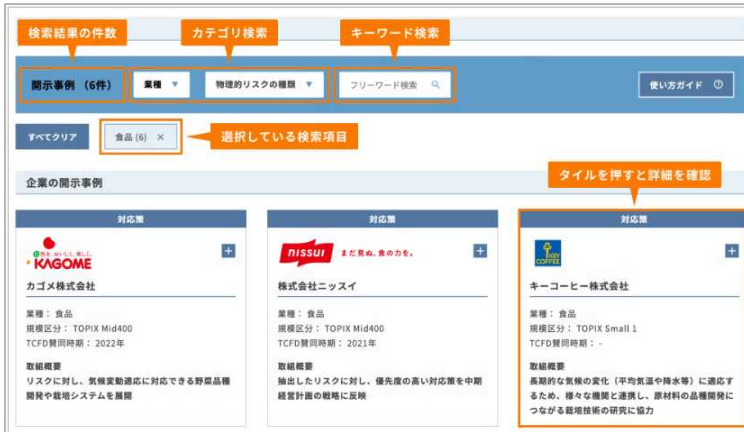 検索結果の件数
カテゴリ検索
キーワード検索
開示事例 （6件）
業種 ▼
物理的リスクの種類 ▼
フリーワード検索
使い方ガイド ?
すべてクリア
食品 (6) ×
選択している検索項目
企業の開示事例
タイルを押すと詳細を確認
対応策
KAGOME
+
カゴメ株式会社
業種： 食品
規模区分： TOPIX Mid400
TCFD賛同時期： 2022年
取組概要
リスクに対し、気候変動適応に対応できる野菜品種
開発や栽培システムを展開
対応策
NISSUI まだ見ぬ、食の力を。
+
株式会社ニッスイ
業種： 食品
規模区分： TOPIX Mid400
TCFD賛同時期： 2021年
取組概要
抽出したリスクに対し、優先度の高い対応策を中期
経営計画の戦略に反映
対応策
KEY
COFFEE
+
キーコーヒー株式会社
業種： 食品
規模区分： TOPIX Small 1
TCFD賛同時期： -
取組概要
長期的な気候の変化（平均気温や降水等）に適応す
るため、様々な機関と連携し、原材料の品種開発に
つながる栽培技術の研究に協力